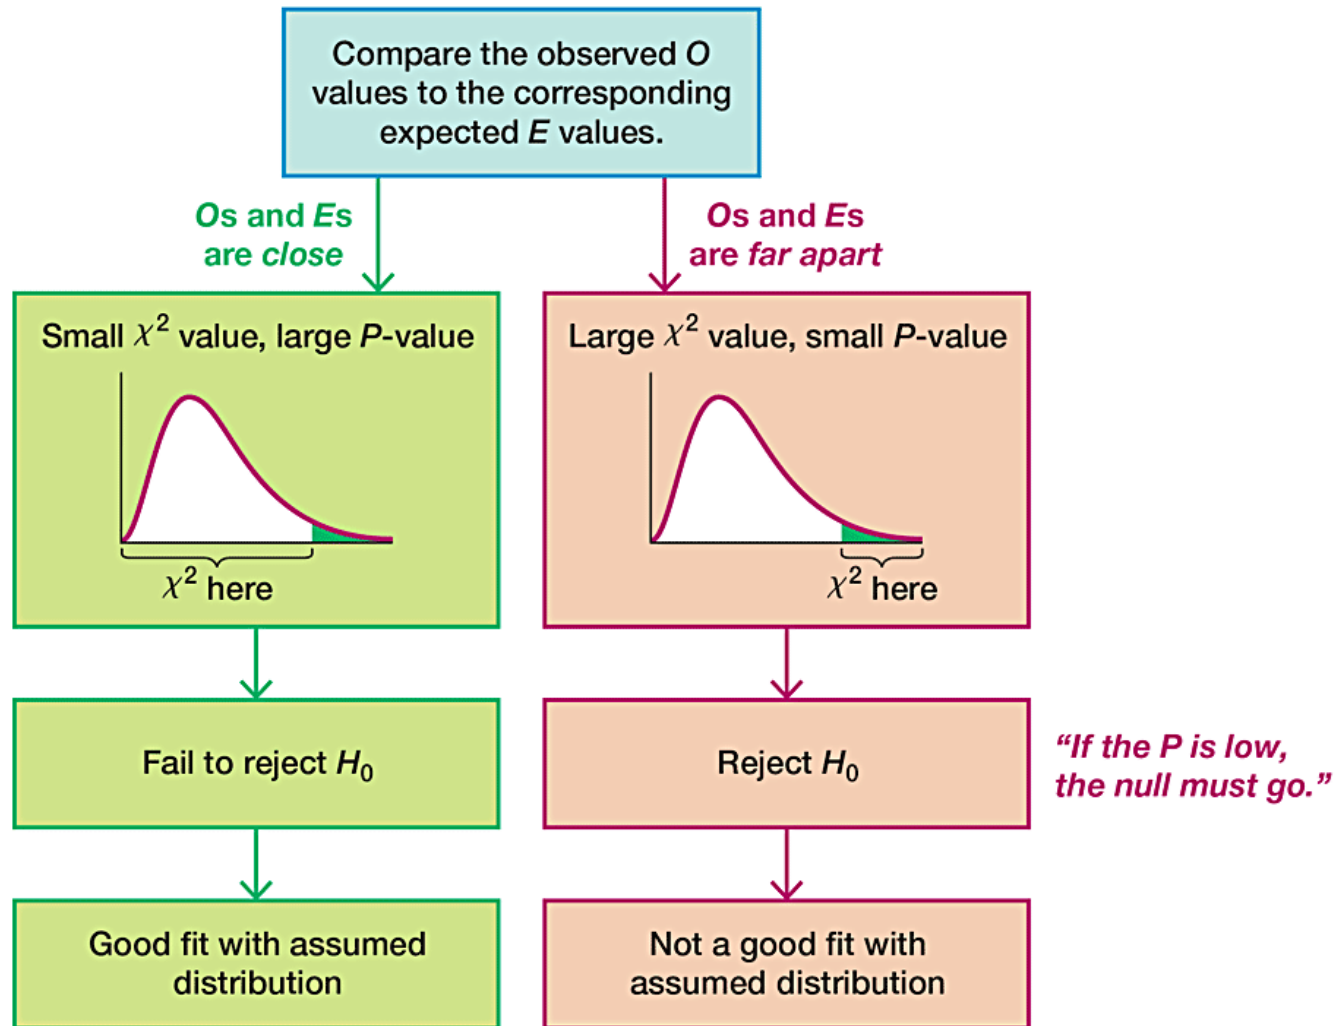 Compare the observed O
values to the corresponding
expected E values.
Os and Es
are close
Os and Es
are far apart
Small χ² value, large P-value
χ² here
Large χ² value, small P-value
χ² here
Fail to reject H₀
Reject H₀
“If the P is low,
the null must go.”
Good fit with assumed
distribution
Not a good fit with
assumed distribution